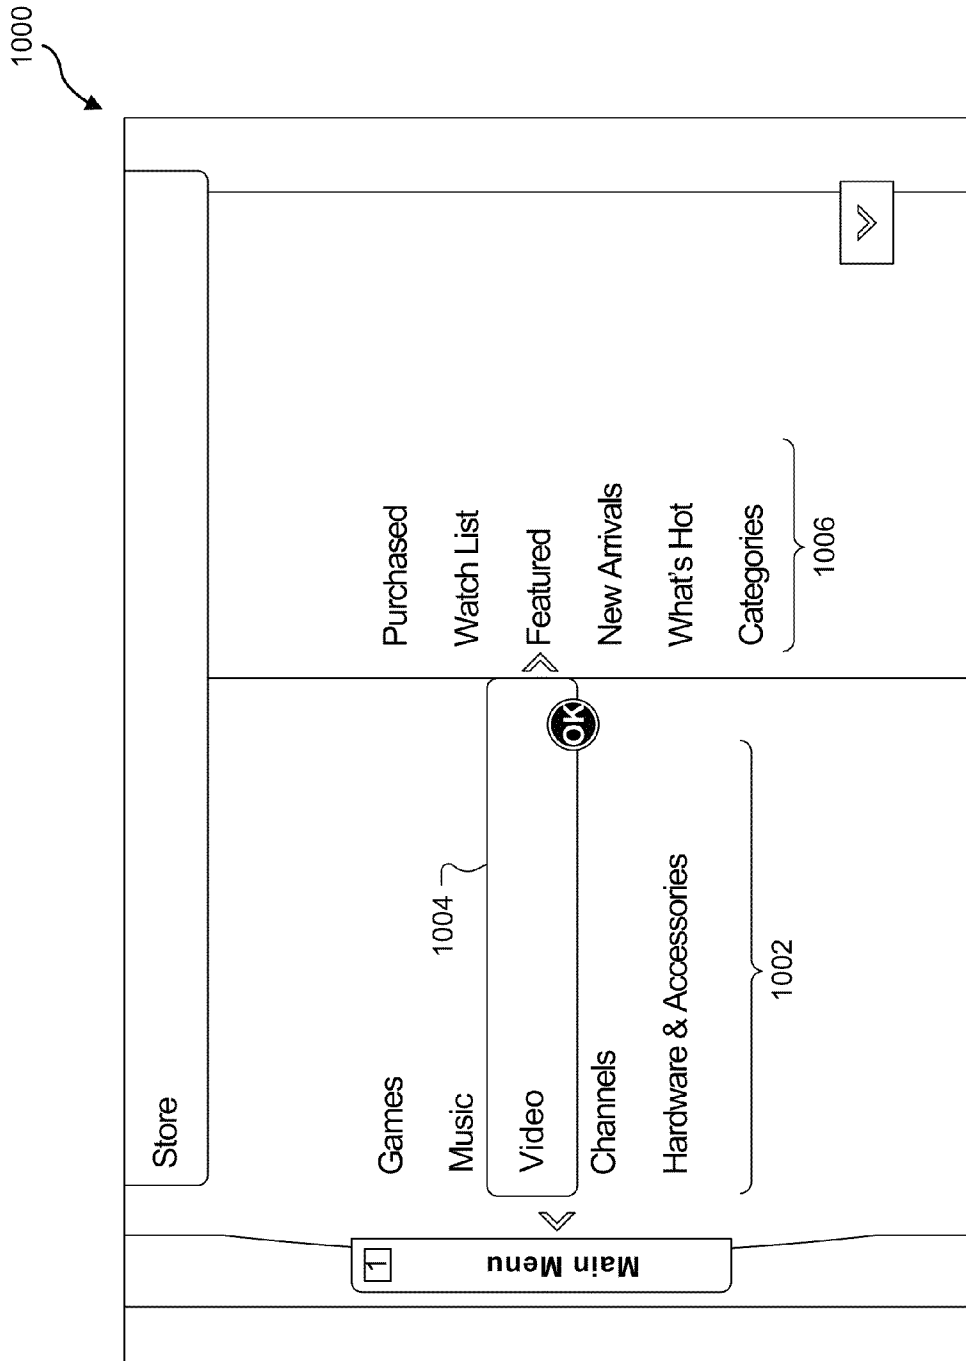 1000
Store
Games
Music
Video
Channels
Hardware & Accessories
1002
1004
OK
Purchased
Watch List
Featured
New Arrivals
What's Hot
Categories
1006
1
Main Menu